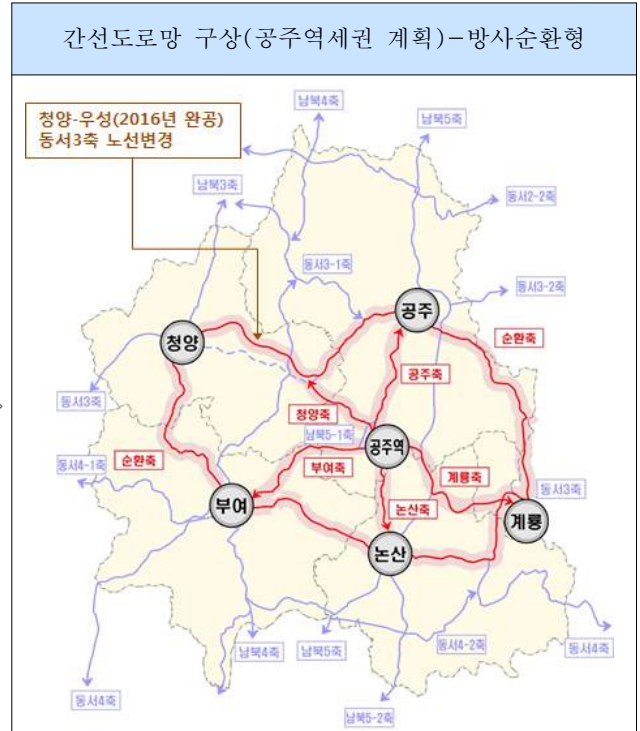 간선도로망 구상(공주역세권 계획)-방사순환형
청양-우성(2016년 완공)
동서3축 노선변경
남북4축
남북5축
남북3축
동서2-2축
동서3-1축
동서3-2축
공주
순환축
청양
공주축
동서3축
청양축
남북5-1축
공주역
동서4-1축
순환축
부여축
계룡축
동서3축
부여
논산축
계룡
논산
남북4축
남북5축
동서4-2축
동서4축
동서4축
남북5-2축